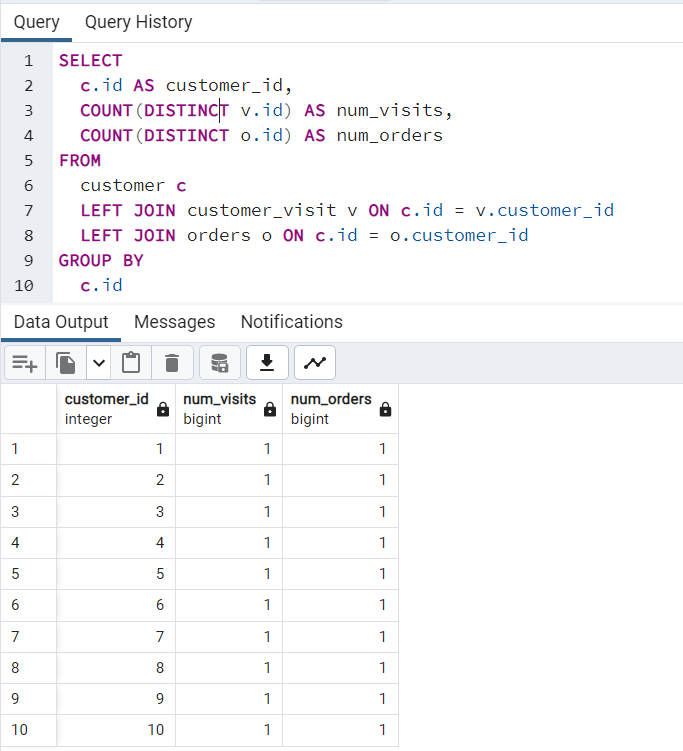 Query Query History
1 SELECT
2 c.id AS customer_id,
3 COUNT(DISTINCT v.id) AS num_visits,
4 COUNT(DISTINCT o.id) AS num_orders
5 FROM
6 customer c
7 LEFT JOIN customer_visit v ON c.id = v.customer_id
8 LEFT JOIN orders o ON c.id = o.customer_id
9 GROUP BY
10 c.id
Data Output Messages Notifications
customer_id num_visits num_orders
integer bigint bigint
1 1 1 1
2 2 1 1
3 3 1 1
4 4 1 1
5 5 1 1
6 6 1 1
7 7 1 1
8 8 1 1
9 9 1 1
10 10 1 1